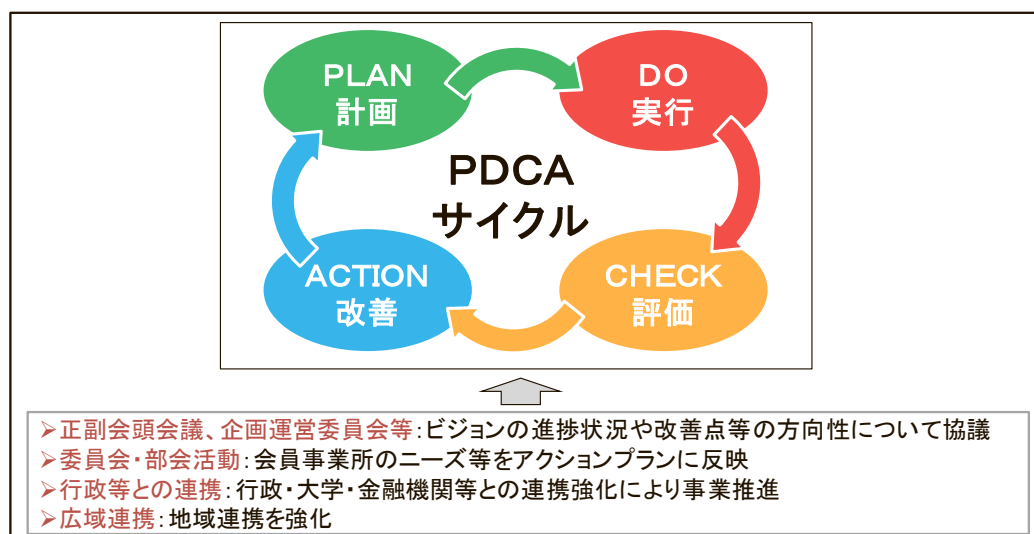 PLAN
計画
DO
実行
PDCA
サイクル
ACTION
改善
CHECK
評価
➢正副会頭会議、企画運営委員会等：ビジョンの進捗状況や改善点等の方向性について協議
➢委員会・部会活動：会員事業所のニーズ等をアクションプランに反映
➢行政等との連携：行政・大学・金融機関等との連携強化により事業推進
➢広域連携：地域連携を強化